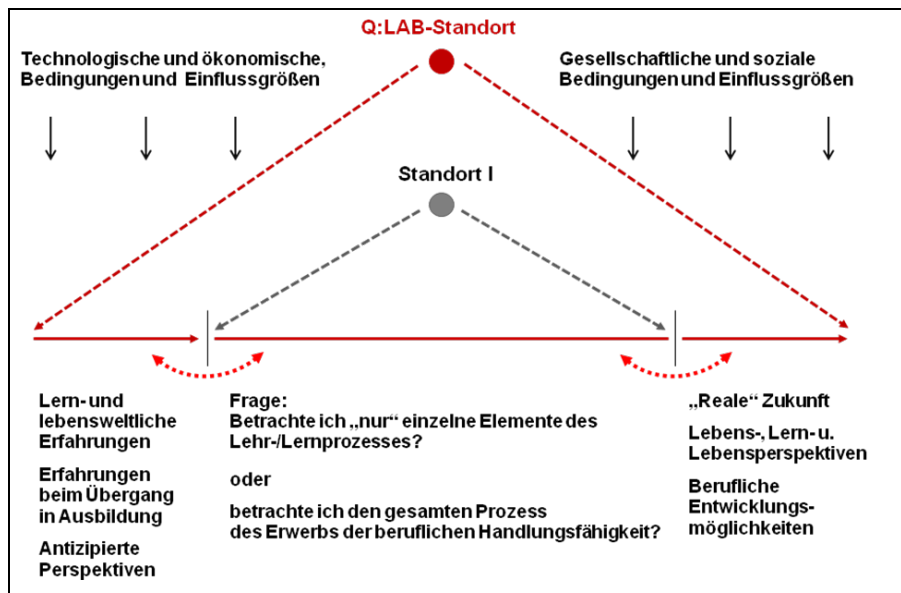 Q:LAB-Standort
Technologische und ökonomische,
Bedingungen und Einflussgrößen
Gesellschaftliche und soziale
Bedingungen und Einflussgrößen
Standort I
Lern- und
lebensweltliche
Erfahrungen
Erfahrungen
beim Übergang
in Ausbildung
Antizipierte
Perspektiven
Frage:
Betrachte ich „nur“ einzelne Elemente des
Lehr-/Lernprozesses?
oder
betrachte ich den gesamten Prozess
des Erwerbs der beruflichen Handlungsfähigkeit?
„Reale“ Zukunft
Lebens-, Lern- u.
Lebensperspektiven
Berufliche
Entwicklungs-
möglichkeiten